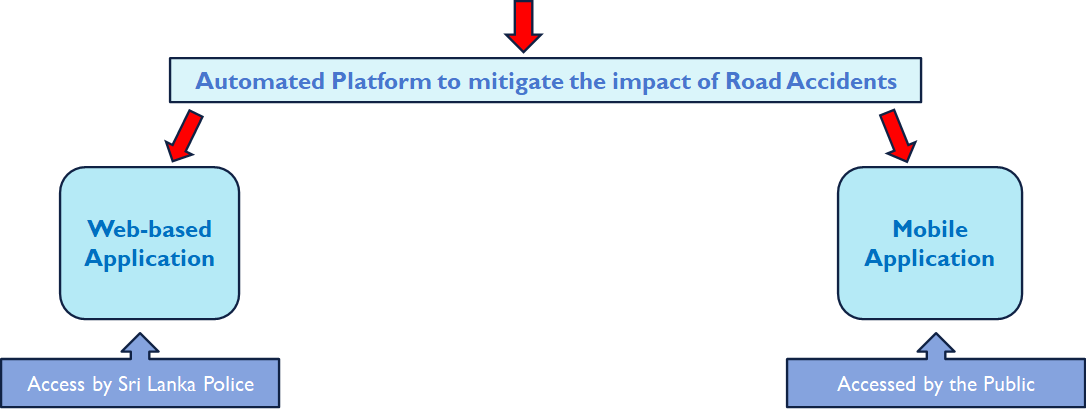 Automated Platform to mitigate the impact of Road Accidents
Web-based
Application
Mobile
Application
Access by Sri Lanka Police
Accessed by the Public